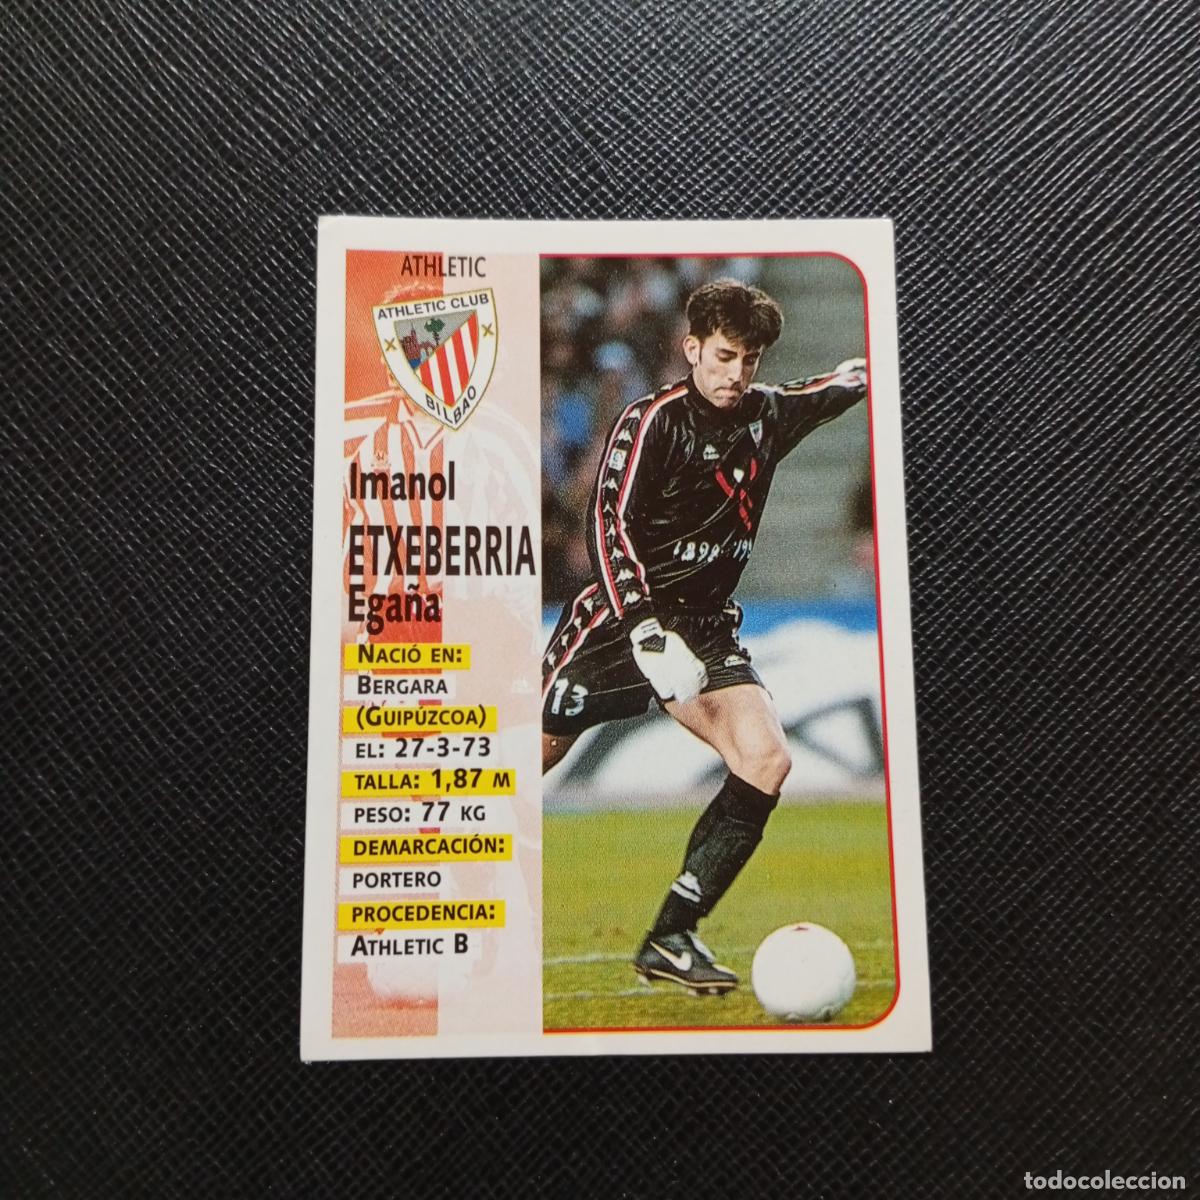 ATHLETIC
ATHLETIC CLUB
BILBAO
Imanol
ETXEBERRIA
Egaña
NACIÓ EN:
BERGARA
(GUIPÚZCOA)
EL: 27-3-73
TALLA: 1,87 M
PESO: 77 KG
DEMARCACIÓN:
PORTERO
PROCEDENCIA:
ATHLETIC B
1898
13
todocoleccion